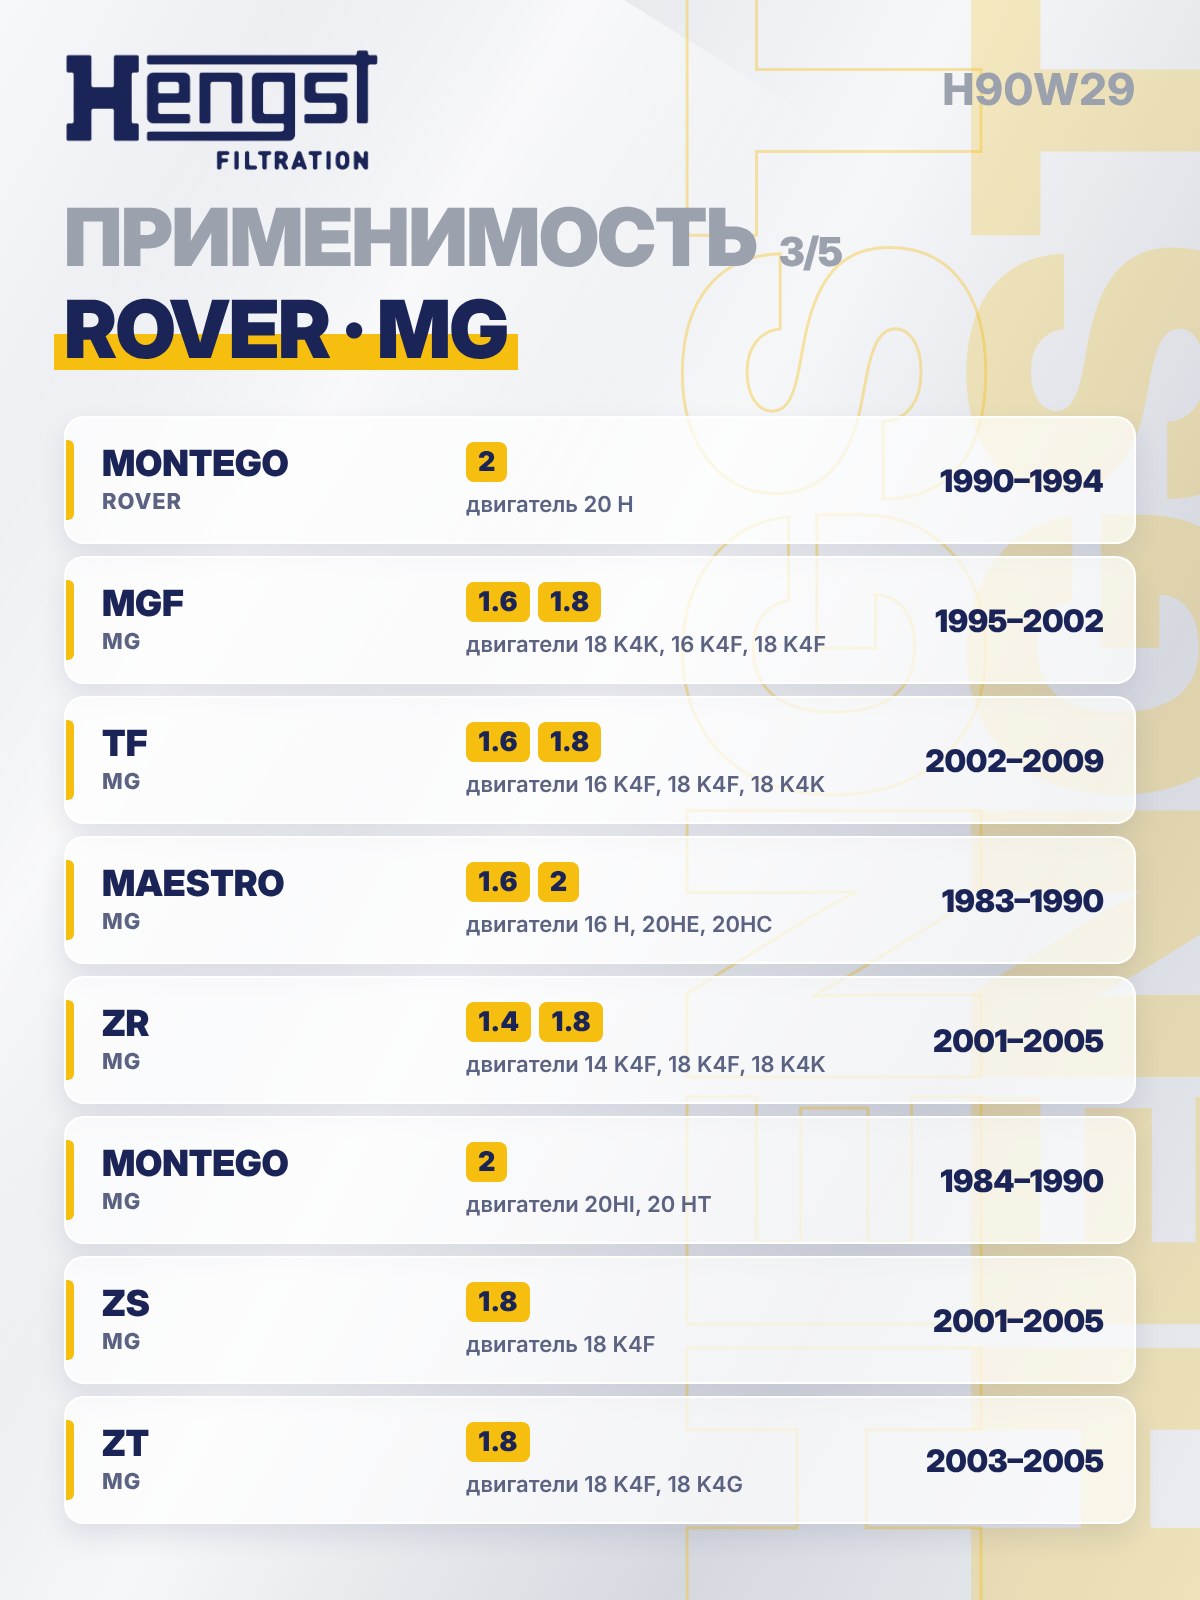 Hengst
FILTRATION
H90W29
ПРИМЕНИМОСТЬ 3/5
ROVER · MG
MONTEGO
ROVER
2
двигатель 20 H
1990–1994
MGF
MG
1.6 1.8
двигатели 18 K4K, 16 K4F, 18 K4F
1995–2002
TF
MG
1.6 1.8
двигатели 16 K4F, 18 K4F, 18 K4K
2002–2009
MAESTRO
MG
1.6 2
двигатели 16 H, 20HE, 20HC
1983–1990
ZR
MG
1.4 1.8
двигатели 14 K4F, 18 K4F, 18 K4K
2001–2005
MONTEGO
MG
2
двигатели 20HI, 20 HT
1984–1990
ZS
MG
1.8
двигатель 18 K4F
2001–2005
ZT
MG
1.8
двигатели 18 K4F, 18 K4G
2003–2005
HENGST
HENGST